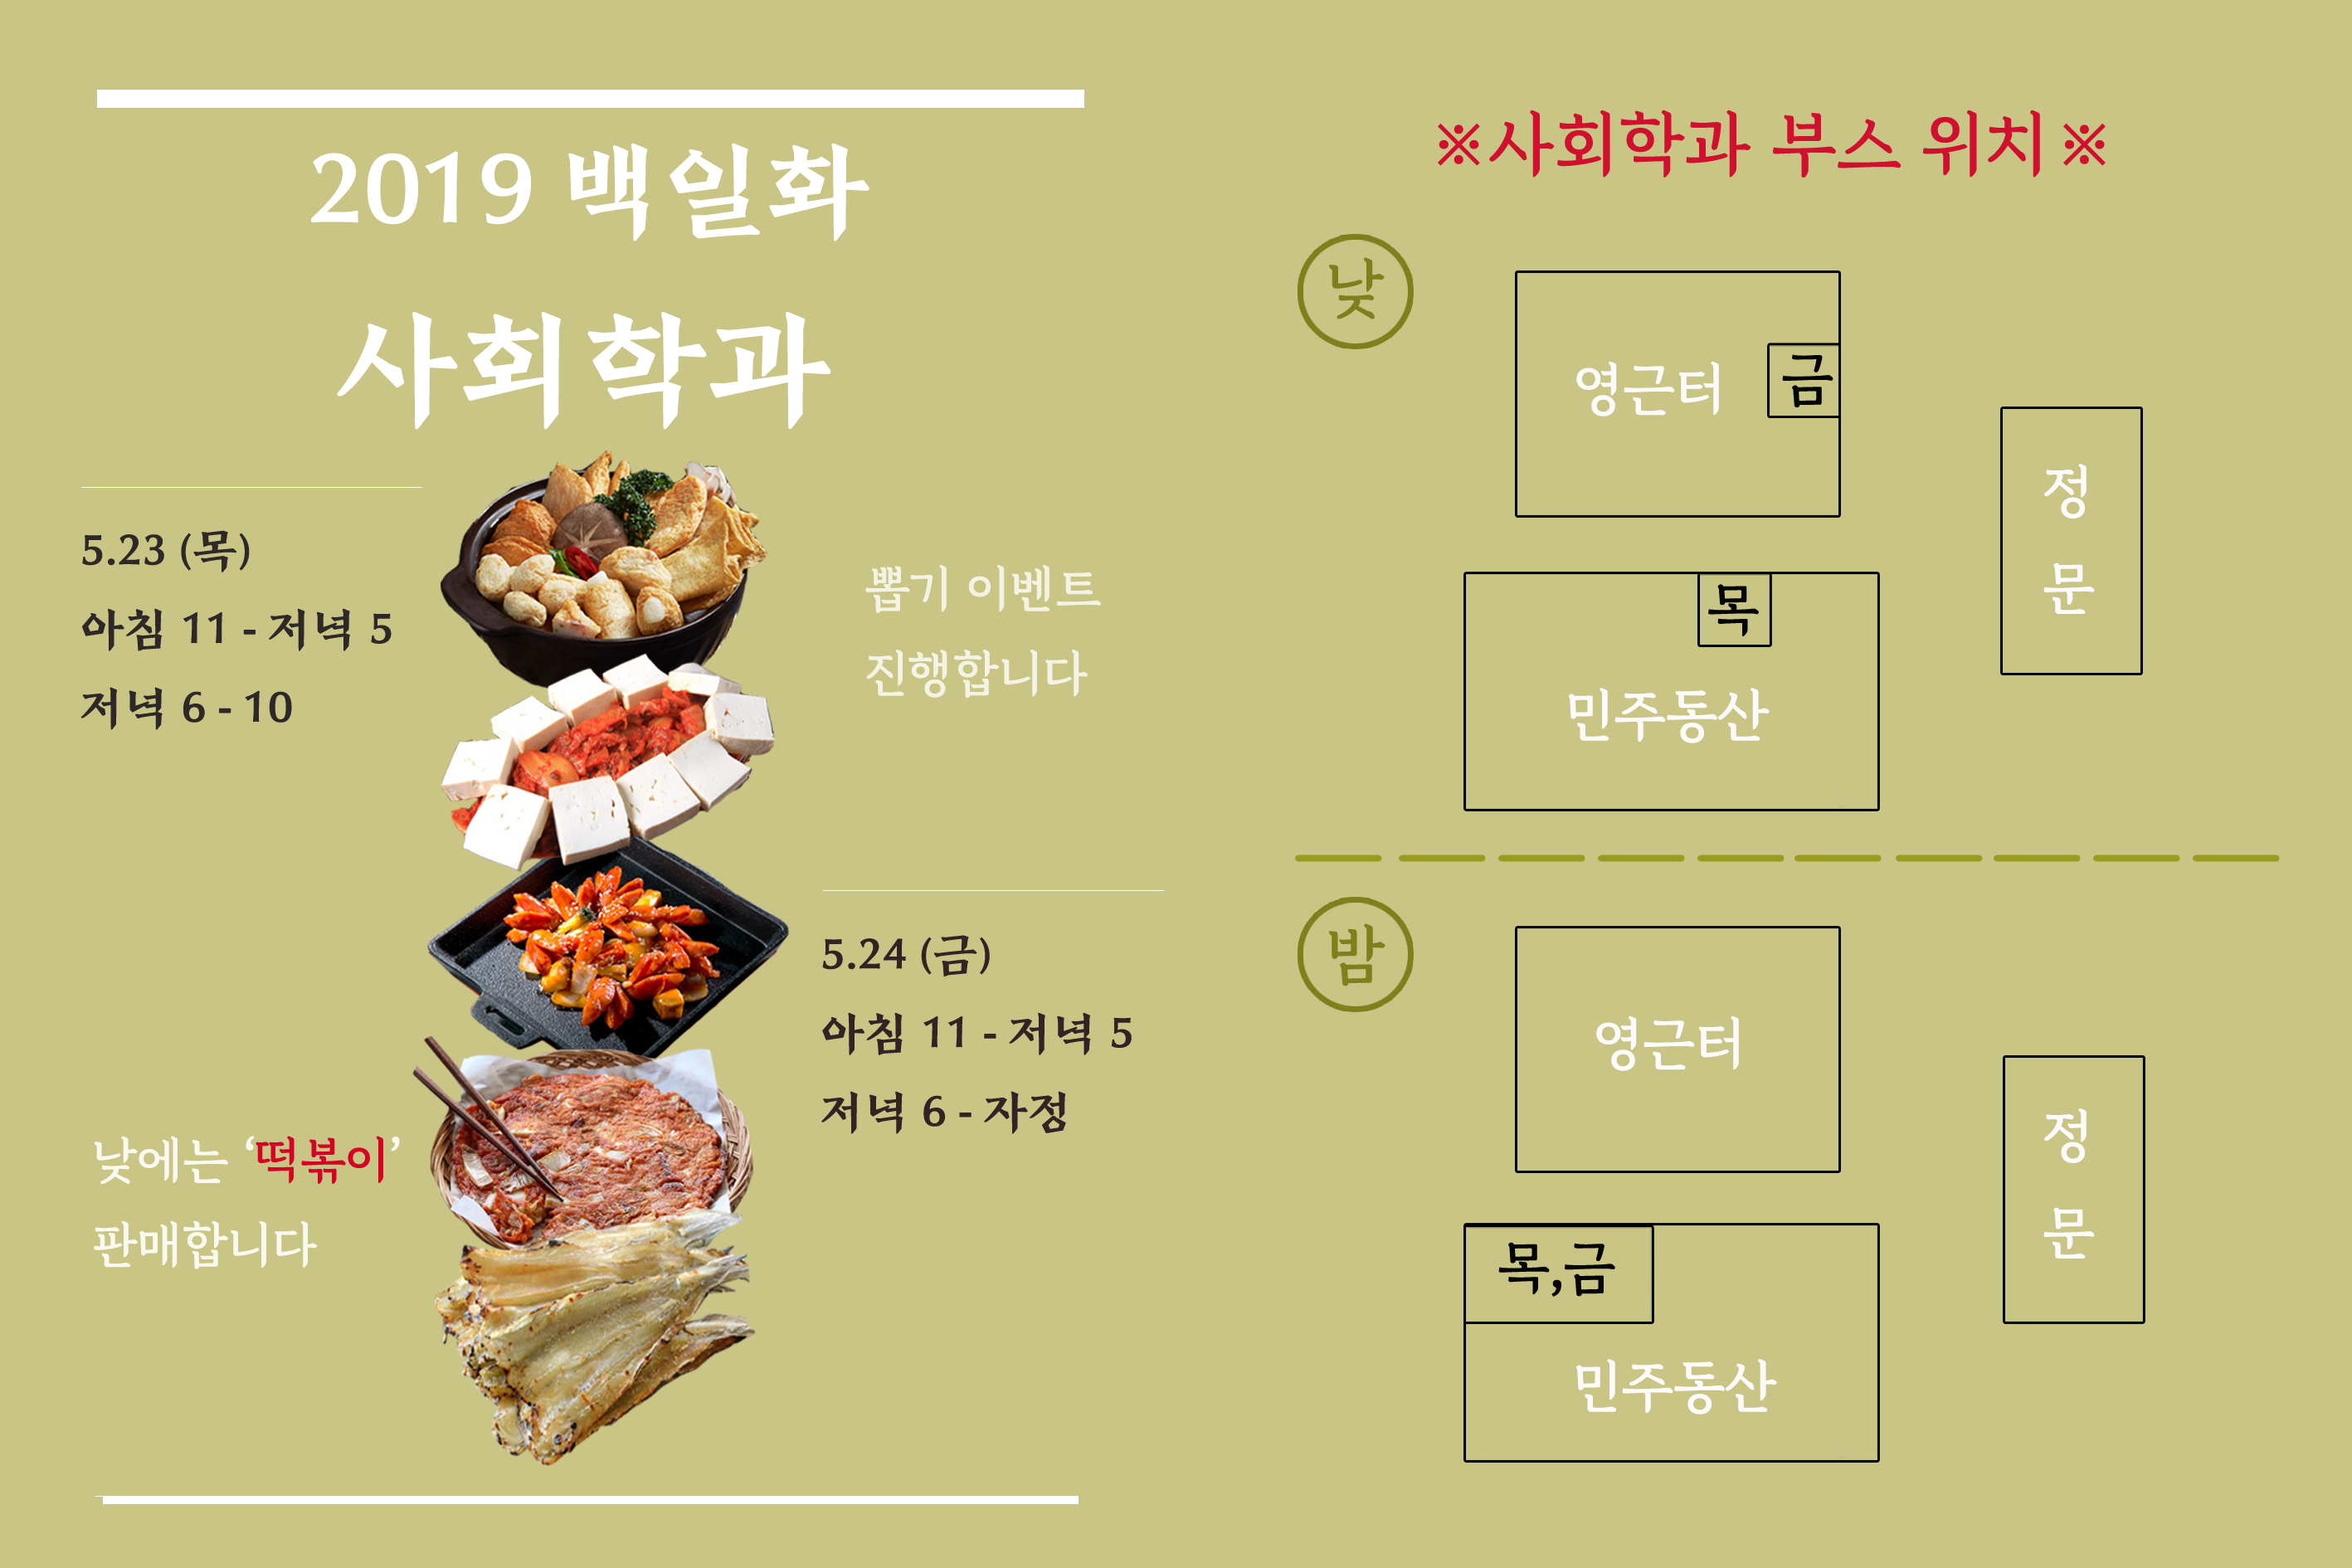 2019 백일화
사회학과
5.23 (목)
아침 11 - 저녁 5
저녁 6 - 10
뽑기 이벤트
진행합니다
5.24 (금)
아침 11 - 저녁 5
저녁 6 - 자정
낮에는 ‘떡볶이’
판매합니다
※사회학과 부스 위치※
낮
영근터
금
정
문
목
민주동산
밤
영근터
정
문
목,금
민주동산